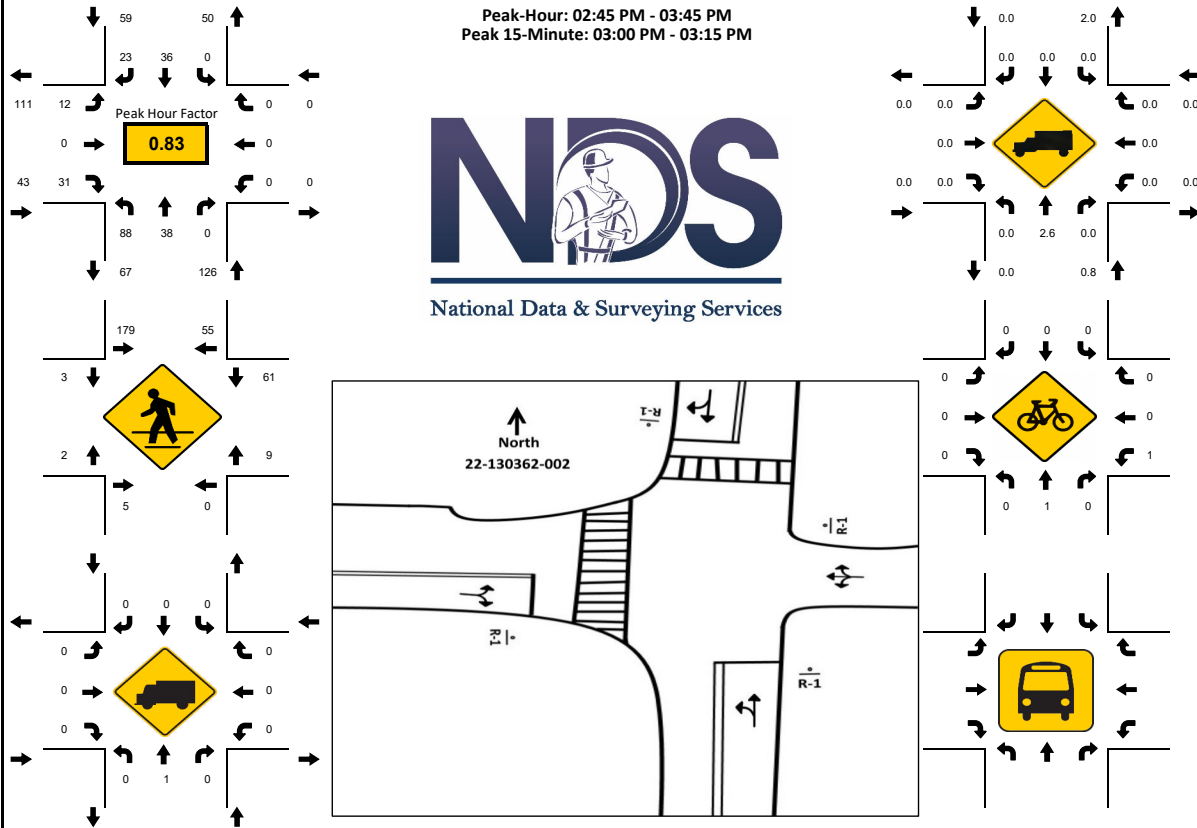 Peak-Hour: 02:45 PM - 03:45 PM
Peak 15-Minute: 03:00 PM - 03:15 PM
59 50
23 36 0
111 12 Peak Hour Factor 0 0
0 0.83 0
43 31 0 0
88 38 0
67 126
0.0 2.0
0.0 0.0 0.0
0.0 0.0 0.0 0.0
0.0 0.0
0.0 0.0 0.0 0.0
0.0 2.6 0.0
0.0 0.8
NDS
National Data & Surveying Services
179 55
3 61
2 9
5 0
0 0 0
0 0
0 0
0 1
0 1 0
North
22-130362-002
R-1
R-1
R-1
R-1
0 0 0
0 0
0 0
0 0
0 1 0